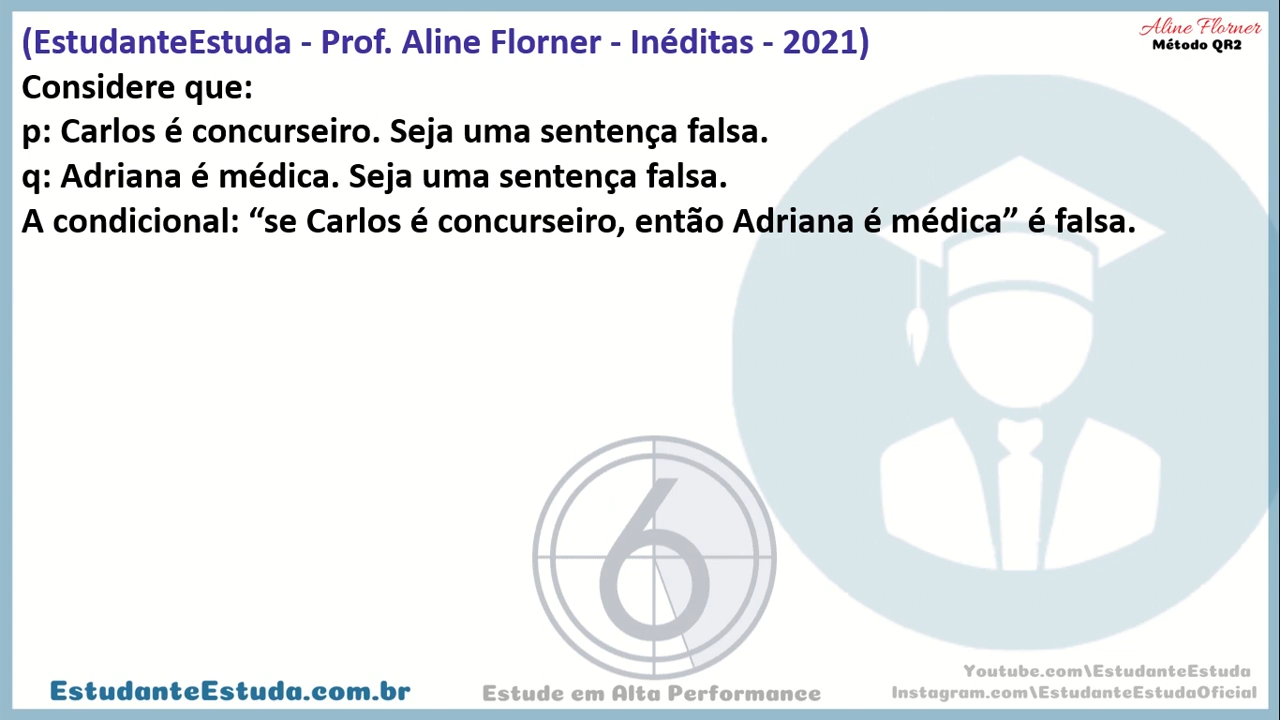 (EstudanteEstuda - Prof. Aline Florner - Inéditas - 2021)
Aline Florner
Método QR2
Considere que:
p: Carlos é concurseiro. Seja uma sentença falsa.
q: Adriana é médica. Seja uma sentença falsa.
A condicional: “se Carlos é concurseiro, então Adriana é médica” é falsa.
6
EstudanteEstuda.com.br
Estude em Alta Performance
Youtube.com\EstudanteEstuda
Instagram.com\EstudanteEstudaOficial